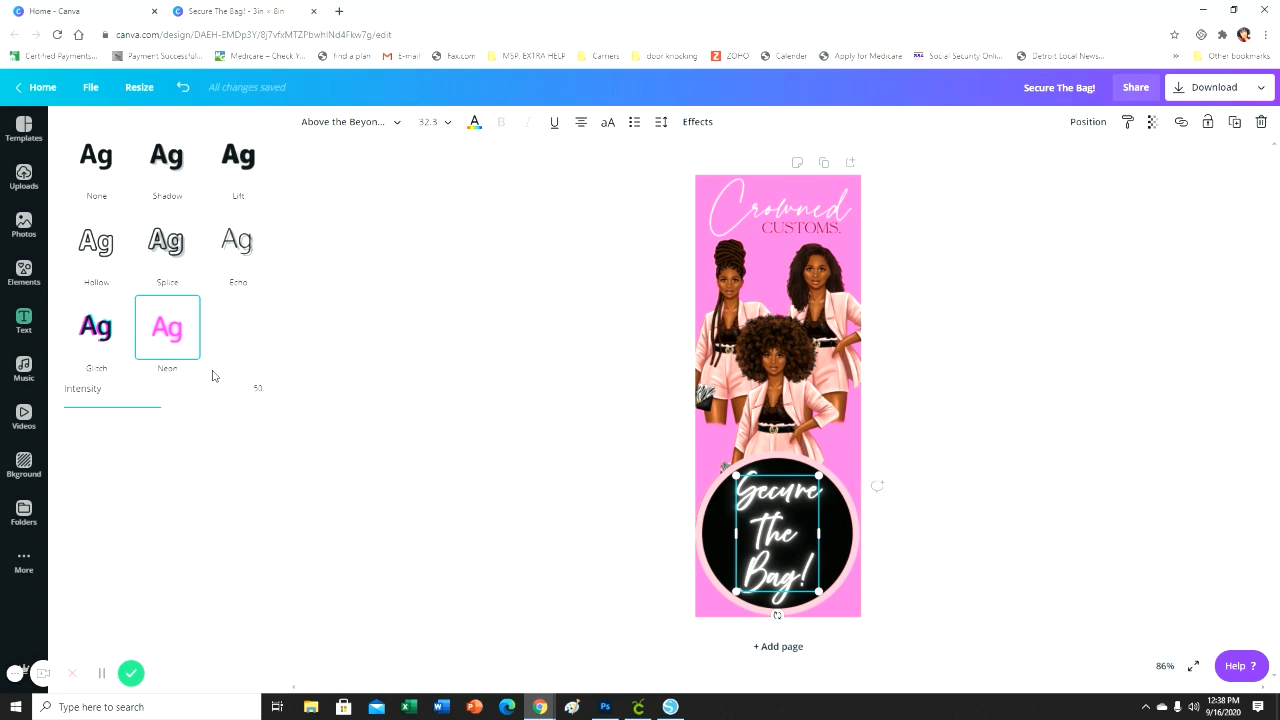 Home - Canva
Secure The Bag! - 3in × 8in
canva.com/design/DAEH-EMDp3Y/8j7vfxMTZPbwhINd4Fkw7g/edit
Certified Payments...
Payment Successful...
Medicare – Check Y...
find a plan
E-mail
Fax.com
MSP. EXTRA HELP
Carriers
door knocking
ZOHO
Calender
Apply for Medicare
Social Security Onli...
Detroit Local News...
Other bookmarks
Home
File
Resize
All changes saved
Secure The Bag!
Share
Download
Above the Beyon...
32.3
A
B
I
U
aA
Effects
Position
Templates
Uploads
Photos
Elements
Text
Music
Videos
Bkground
Folders
More
Ag
Ag
Ag
None
Shadow
Lift
Ag
Ag
Ag
Hollow
Splice
Echo
Ag
Ag
Glitch
Neon
Intensity
50
Crowned
CUSTOMS.
Secure
The
Bag!
+ Add page
86%
Help ?
Type here to search
12:38 PM
9/16/2020